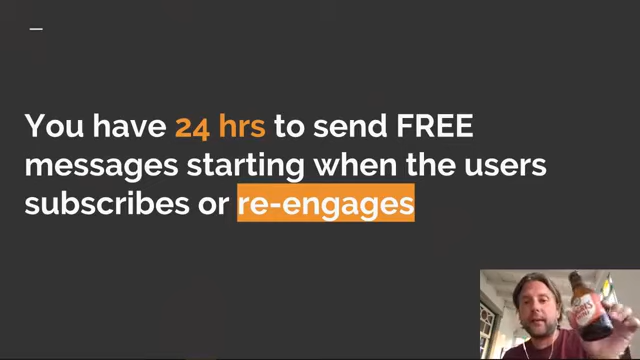 You have 24 hrs to send FREE
messages starting when the users
subscribes or re-engages